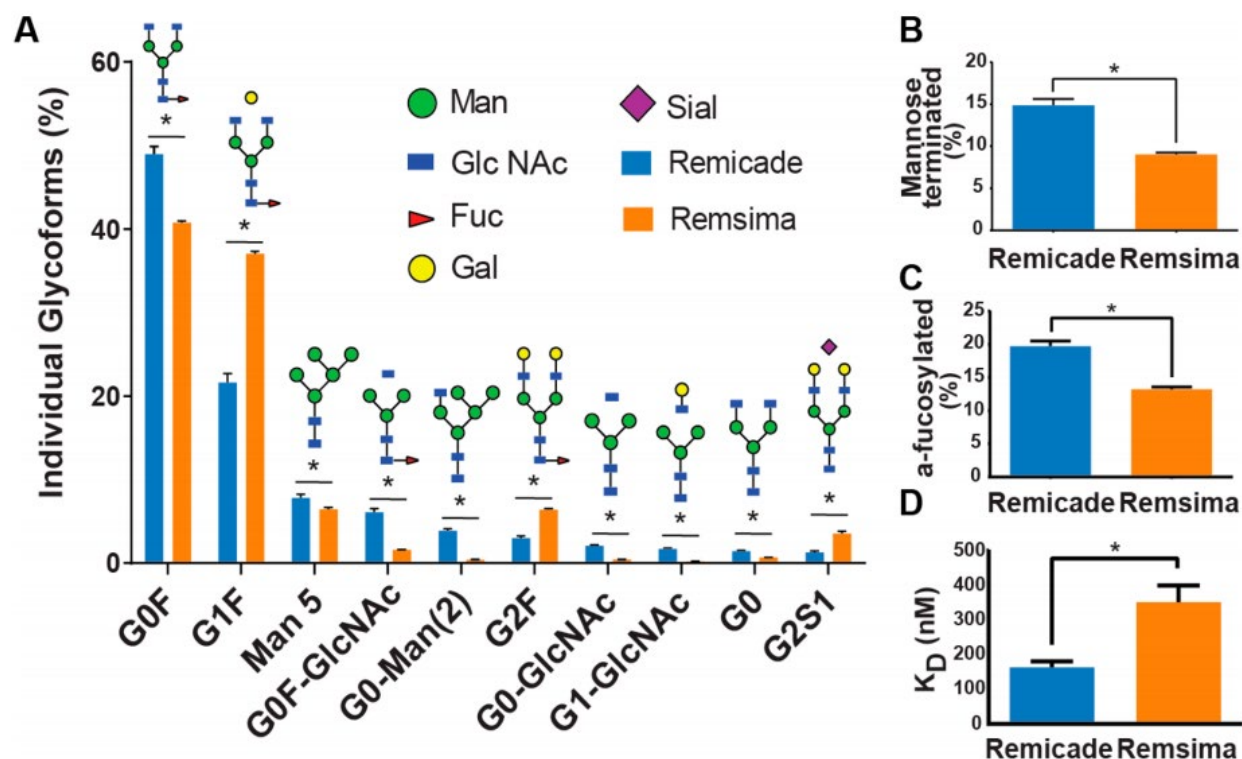 A
Individual Glycoforms (%)
60
40
20
0
*
*
*
*
*
*
*
*
*
*
Man
Glc NAc
Fuc
Gal
Sial
Remicade
Remsima
G0F
G1F
Man 5
G0F-GlcNAc
G0-Man(2)
G2F
G0-GlcNAc
G1-GlcNAc
G0
G2S1
B
Mannose
terminated
(%)
20
15
10
5
0
*
Remicade Remsima
C
a-fucosylated
(%)
25
20
15
10
5
0
*
Remicade Remsima
D
KD (nM)
500
400
300
200
100
0
*
Remicade Remsima